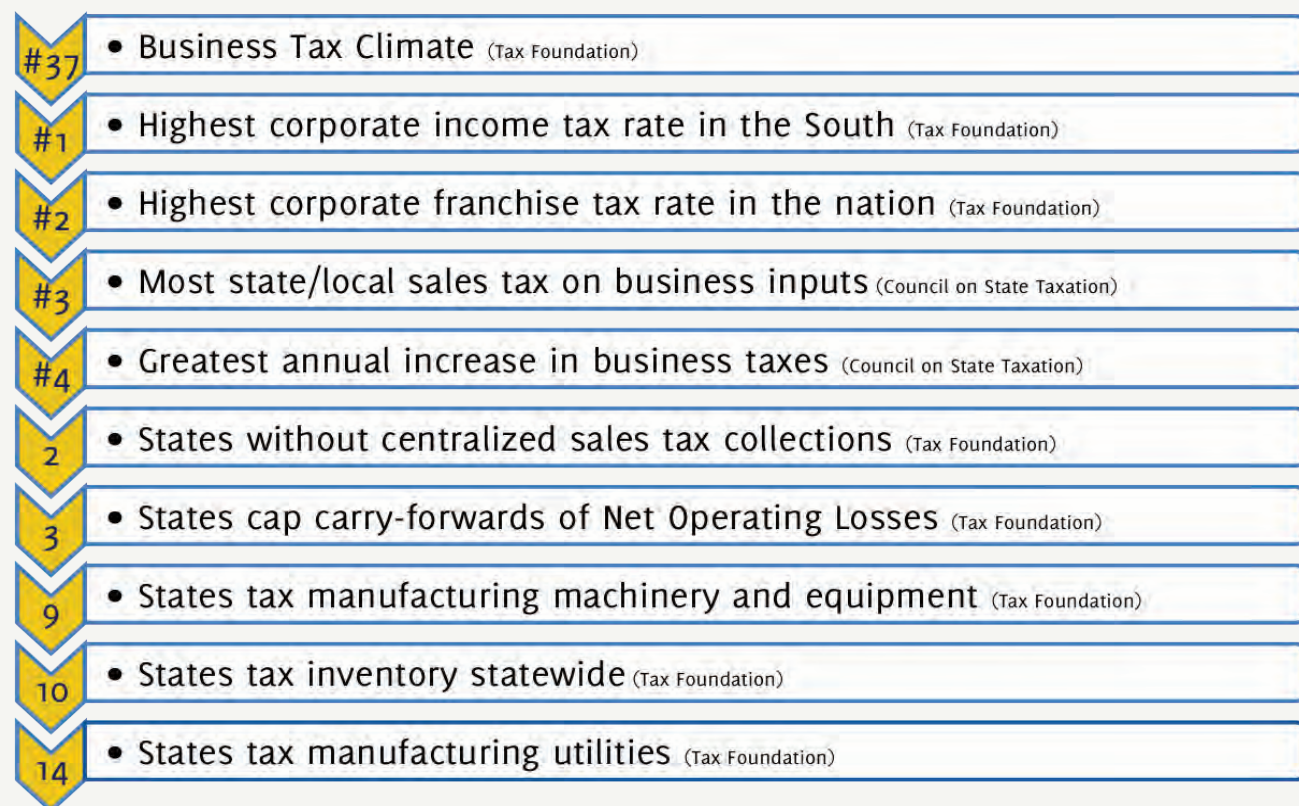 #37 • Business Tax Climate (Tax Foundation)
#1 • Highest corporate income tax rate in the South (Tax Foundation)
#2 • Highest corporate franchise tax rate in the nation (Tax Foundation)
#3 • Most state/local sales tax on business inputs (Council on State Taxation)
#4 • Greatest annual increase in business taxes (Council on State Taxation)
2 • States without centralized sales tax collections (Tax Foundation)
3 • States cap carry-forwards of Net Operating Losses (Tax Foundation)
9 • States tax manufacturing machinery and equipment (Tax Foundation)
10 • States tax inventory statewide (Tax Foundation)
14 • States tax manufacturing utilities (Tax Foundation)